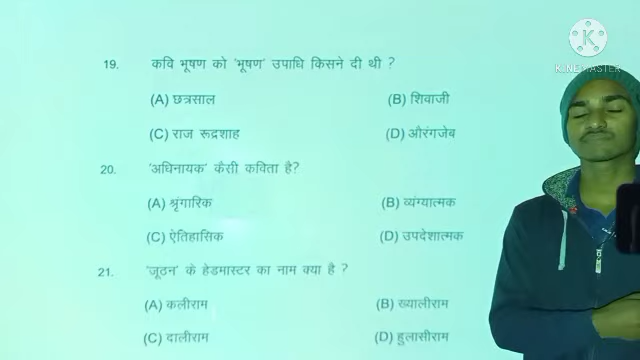 KINEMASTER
19. कवि भूषण को 'भूषण' उपाधि किसने दी थी ?
(A) छत्रसाल (B) शिवाजी
(C) राज रूद्रशाह (D) औरंगजेब
20. 'अधिनायक' कैसी कविता है?
(A) श्रृंगारिक (B) व्यंग्यात्मक
(C) ऐतिहासिक (D) उपदेशात्मक
21. 'जूठन' के हेडमास्टर का नाम क्या है ?
(A) कलीराम (B) ख्यालीराम
(C) दालीराम (D) हुलासीराम